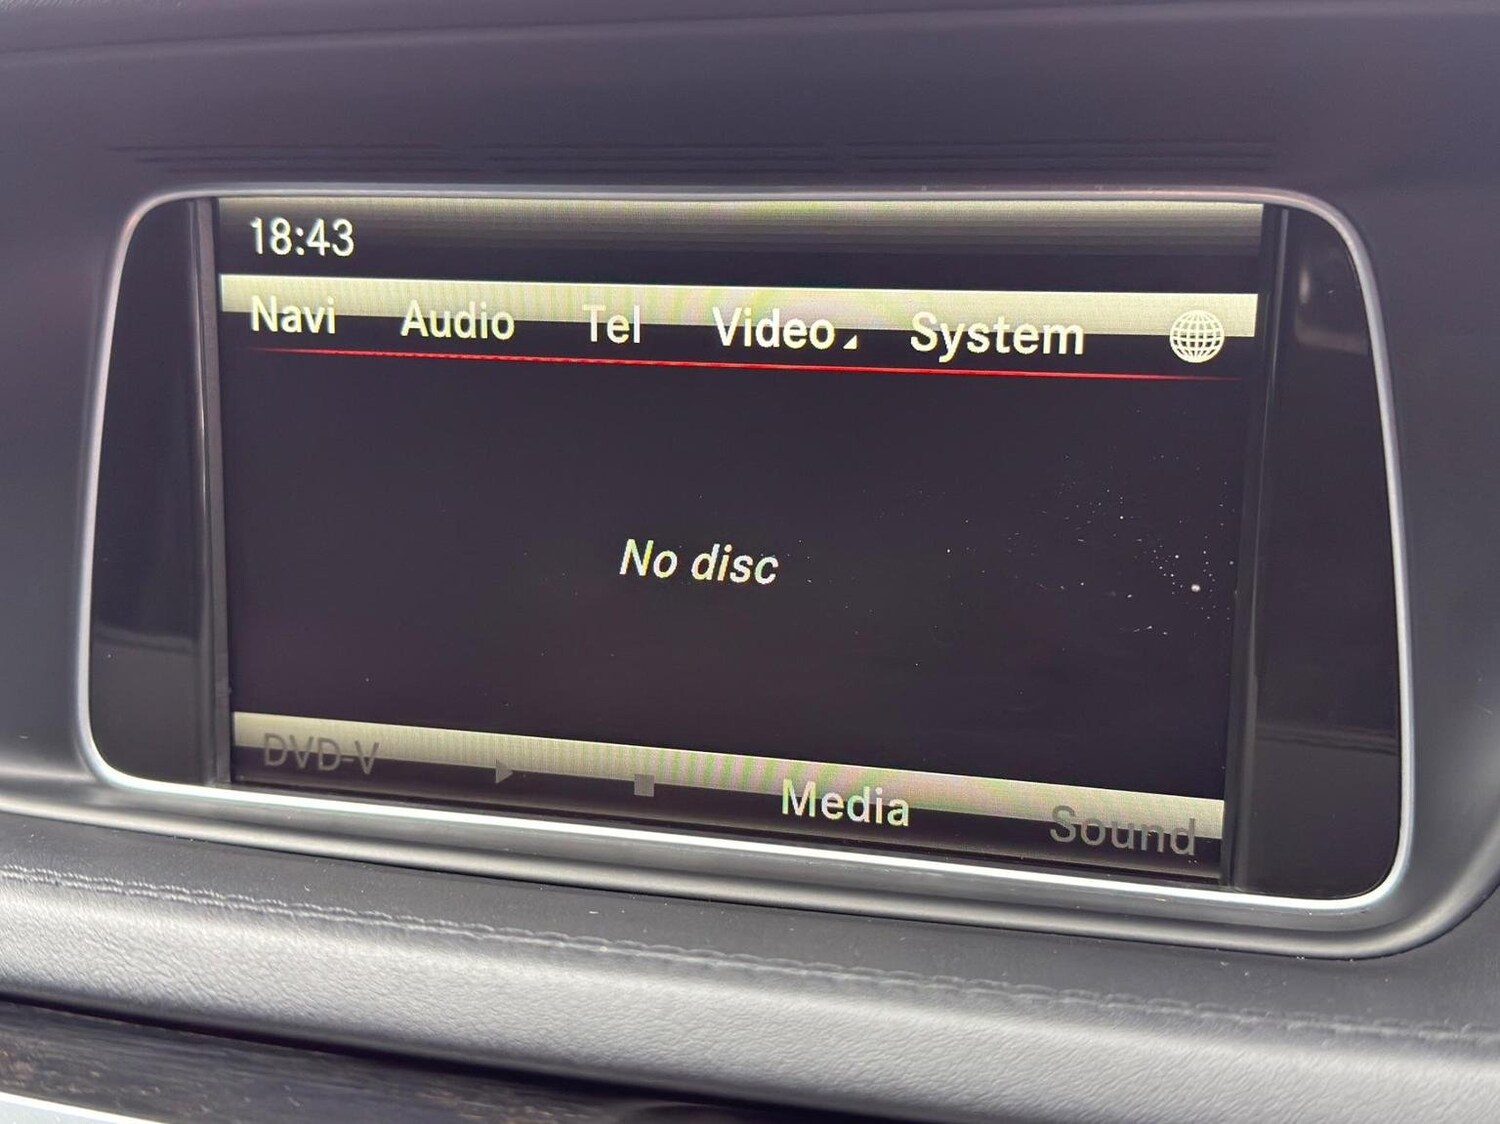 18:43
Navi Audio Tel Video System
No disc
DVD-V Media Sound